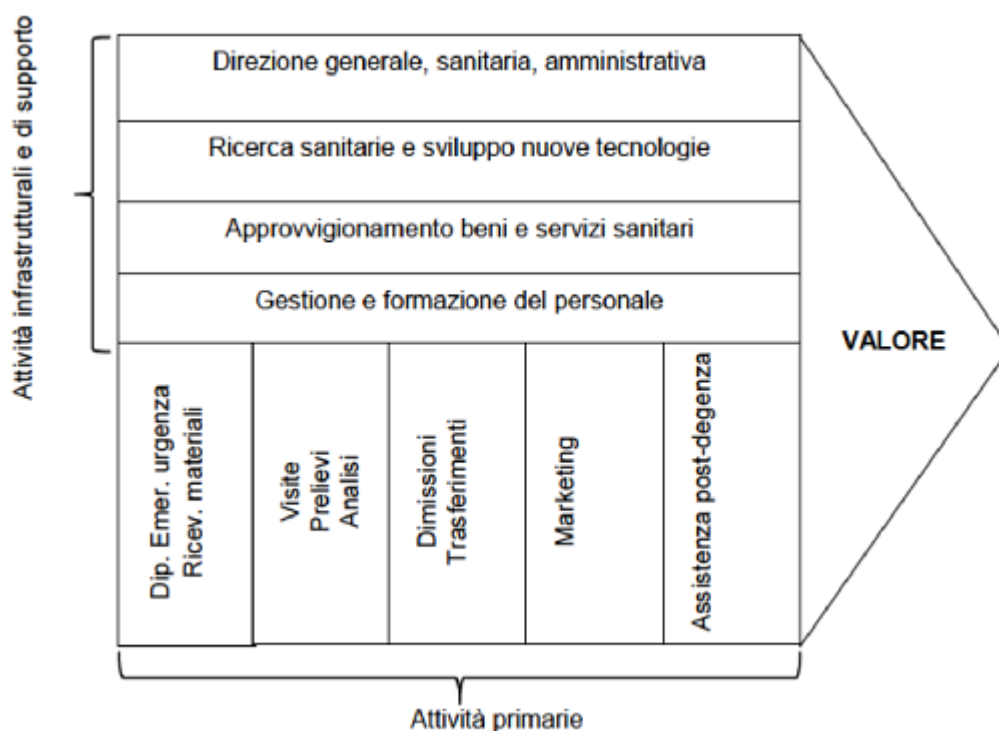 Attività infrastrutturali e di supporto
Direzione generale, sanitaria, amministrativa
Ricerca sanitarie e sviluppo nuove tecnologie
Approvvigionamento beni e servizi sanitari
Gestione e formazione del personale
Dip. Emer. urgenza
Ricev. materiali
Visite
Prelievi
Analisi
Dimissioni
Trasferimenti
Marketing
Assistenza post-degenza
VALORE
Attività primarie